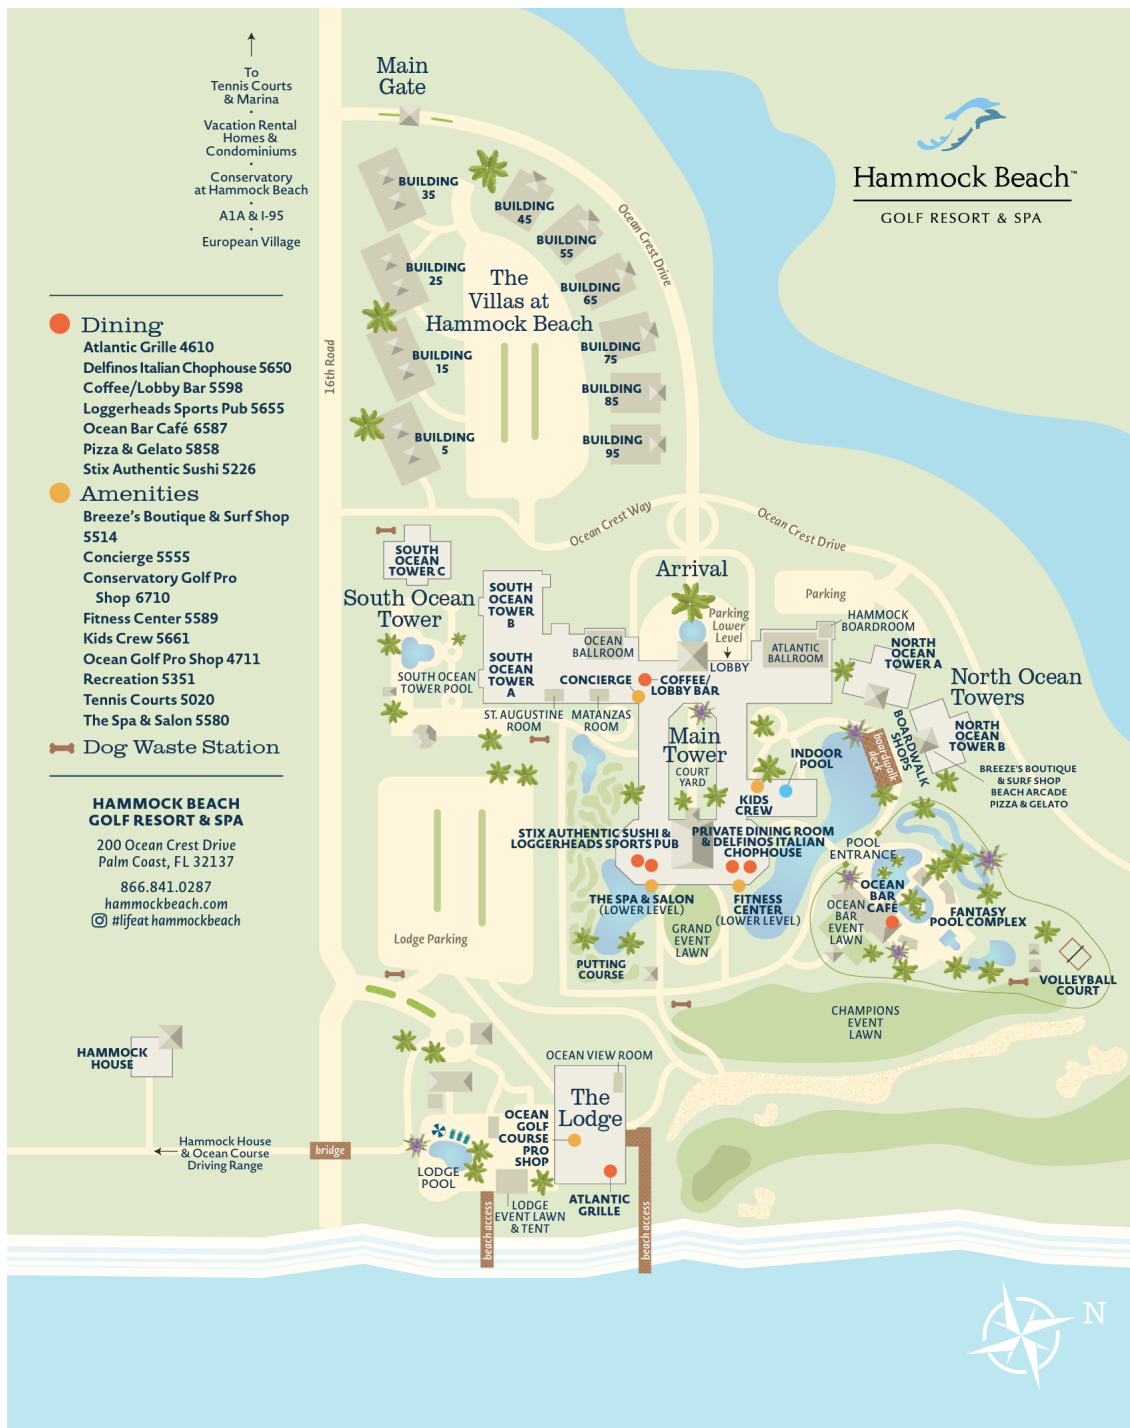 To
Tennis Courts
& Marina
•
Vacation Rental
Homes &
Condominiums
•
Conservatory
at Hammock Beach
•
A1A & I-95
•
European Village
Main
Gate
Hammock Beach™
GOLF RESORT & SPA
BUILDING
35
BUILDING
45
BUILDING
55
BUILDING
25
BUILDING
65
BUILDING
15
BUILDING
75
BUILDING
85
BUILDING
5
BUILDING
95
The
Villas at
Hammock Beach
Ocean Crest Drive
16th Road
Dining
Atlantic Grille 4610
Delfinos Italian Chophouse 5650
Coffee/Lobby Bar 5598
Loggerheads Sports Pub 5655
Ocean Bar Café 6587
Pizza & Gelato 5858
Stix Authentic Sushi 5226
Amenities
Breeze's Boutique & Surf Shop
5514
Concierge 5555
Conservatory Golf Pro
Shop 6710
Fitness Center 5589
Kids Crew 5661
Ocean Golf Pro Shop 4711
Recreation 5351
Tennis Courts 5020
The Spa & Salon 5580
Dog Waste Station
HAMMOCK BEACH
GOLF RESORT & SPA
200 Ocean Crest Drive
Palm Coast, FL 32137
866.841.0287
hammockbeach.com
#lifeathammockbeach
Ocean Crest Way
Ocean Crest Drive
SOUTH
OCEAN
TOWER C
South Ocean
Tower
SOUTH
OCEAN
TOWER
B
SOUTH
OCEAN
TOWER
A
SOUTH OCEAN
TOWER POOL
Arrival
Parking
Lower
Level
Parking
HAMMOCK
BOARDROOM
OCEAN
BALLROOM
ATLANTIC
BALLROOM
LOBBY
NORTH
OCEAN
TOWER A
North Ocean
Towers
CONCIERGE
COFFEE/
LOBBY BAR
ST. AUGUSTINE
ROOM
MATANZAS
ROOM
Main
Tower
COURT
YARD
INDOOR
POOL
KIDS
CREW
boardwalk
deck
BOARDWALK
SHOPS
NORTH
OCEAN
TOWER B
BREEZE'S BOUTIQUE
& SURF SHOP
BEACH ARCADE
PIZZA & GELATO
STIX AUTHENTIC SUSHI &
LOGGERHEADS SPORTS PUB
PRIVATE DINING ROOM
& DELFINOS ITALIAN
CHOPHOUSE
THE SPA & SALON
(LOWER LEVEL)
FITNESS
CENTER
(LOWER LEVEL)
GRAND
EVENT
LAWN
PUTTING
COURSE
POOL
ENTRANCE
OCEAN
BAR
CAFÉ
OCEAN
BAR
EVENT
LAWN
FANTASY
POOL COMPLEX
VOLLEYBALL
COURT
CHAMPIONS
EVENT
LAWN
Lodge Parking
HAMMOCK
HOUSE
Hammock House
& Ocean Course
Driving Range
bridge
OCEAN VIEW ROOM
The
Lodge
OCEAN
GOLF
COURSE
PRO
SHOP
ATLANTIC
GRILLE
LODGE
POOL
LODGE
EVENT LAWN
& TENT
beach access
beach access
N